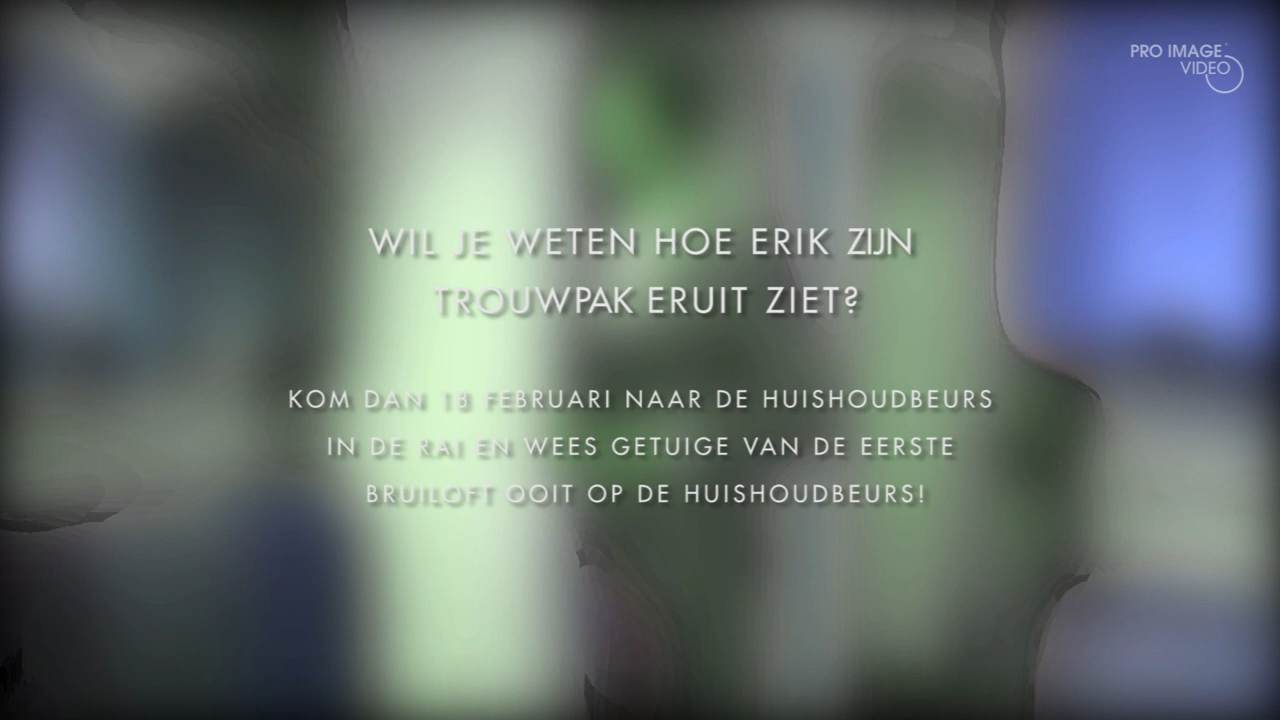 PRO IMAGE
VIDEO
WIL JE WETEN HOE ERIK ZIJN
TROUWPAK ERUIT ZIET?
KOM DAN 18 FEBRUARI NAAR DE HUISHOUDBEURS
IN DE RAI EN WEES GETUIGE VAN DE EERSTE
BRUILOFT OOIT OP DE HUISHOUDBEURS!